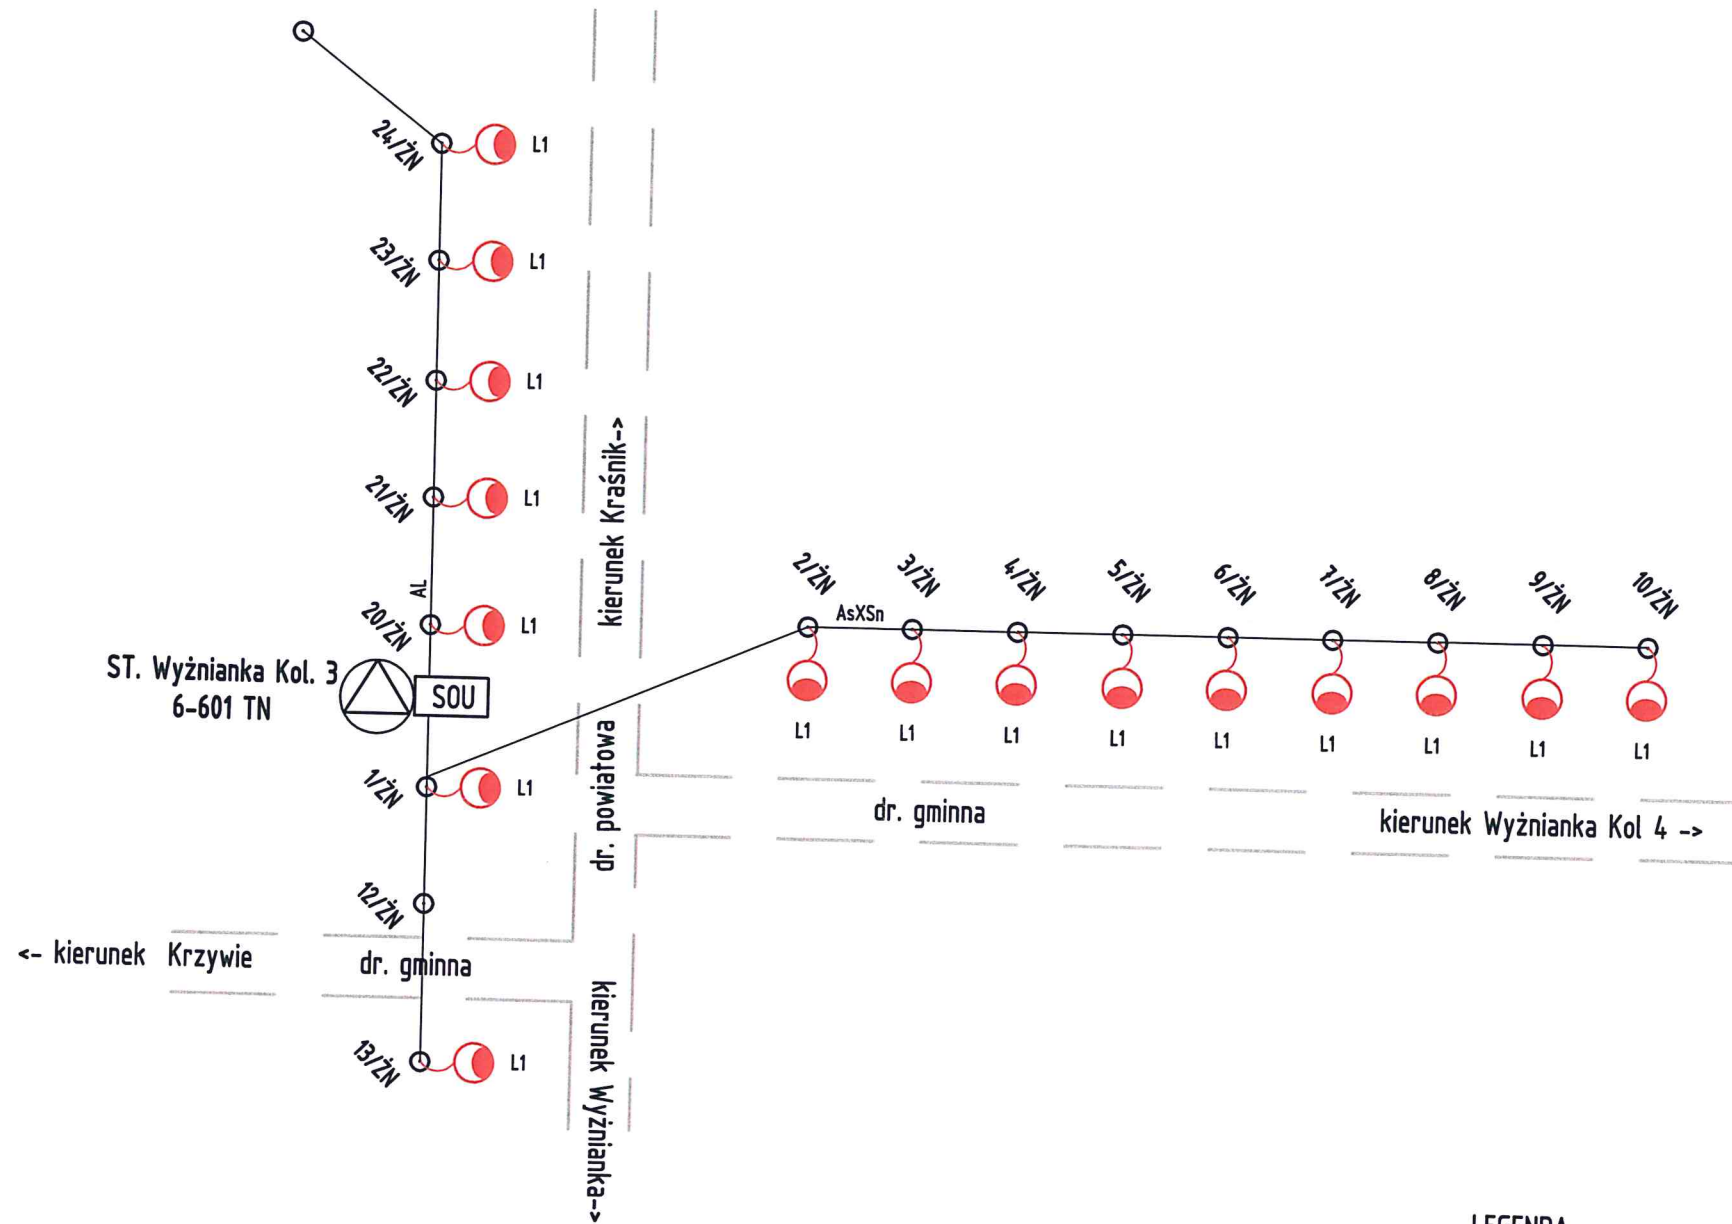 24/ŻN
L1
23/ŻN
L1
22/ŻN
L1
21/ŻN
L1
Al
20/ŻN
L1
ST. Wyżnianka Kol. 3
6-601 TN
SOU
1/ŻN
L1
12/ŻN
<- kierunek Krzywie
dr. gminna
13/ŻN
L1
kierunek Kraśnik->
dr. powiatowa
kierunek Wyżnianka->
2/ŻN
3/ŻN
4/ŻN
5/ŻN
6/ŻN
7/ŻN
8/ŻN
9/ŻN
10/ŻN
AsXSn
L1
L1
L1
L1
L1
L1
L1
L1
L1
dr. gminna
kierunek Wyżnianka Kol 4 ->
LEGENDA